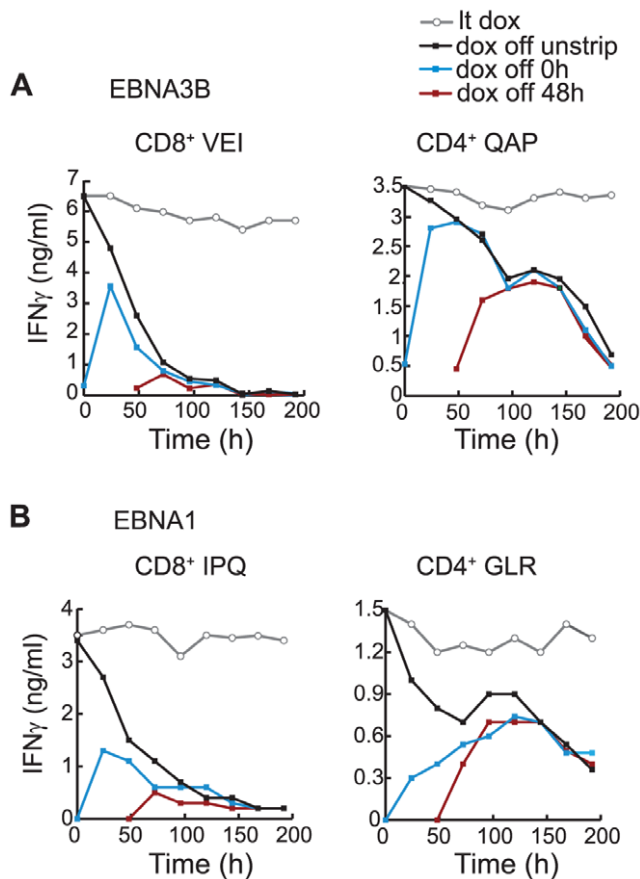 lt dox
dox off unstrip
dox off 0h
dox off 48h
A
EBNA3B
CD8⁺ VEI
CD4⁺ QAP
IFNγ (ng/ml)
7
6
5
4
3
2
1
0
3.5
3
2.5
2
1.5
1
0.5
0
0 50 100 150 200
0 50 100 150 200
Time (h)
Time (h)
B
EBNA1
CD8⁺ IPQ
CD4⁺ GLR
IFNγ (ng/ml)
4
3
2
1
0
1.5
1.2
0.9
0.6
0.3
0
0 50 100 150 200
0 50 100 150 200
Time (h)
Time (h)